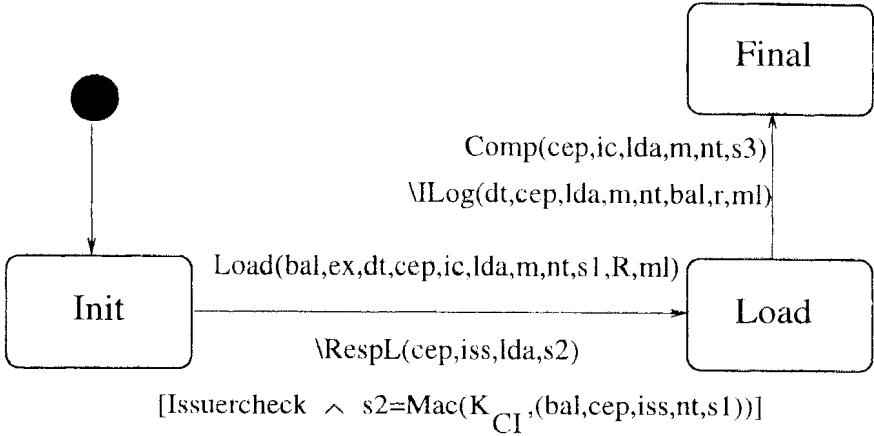 Final
Comp(cep,ic,lda,m,nt,s3)
\ILog(dt,cep,lda,m,nt,bal,r,ml)
Load(bal,ex,dt,cep,ic,lda,m,nt,s1,R,ml)
Init
Load
\RespL(cep,iss,lda,s2)
[Issuercheck ∧ s2=Mac(K_CI,(bal,cep,iss,nt,s1))]